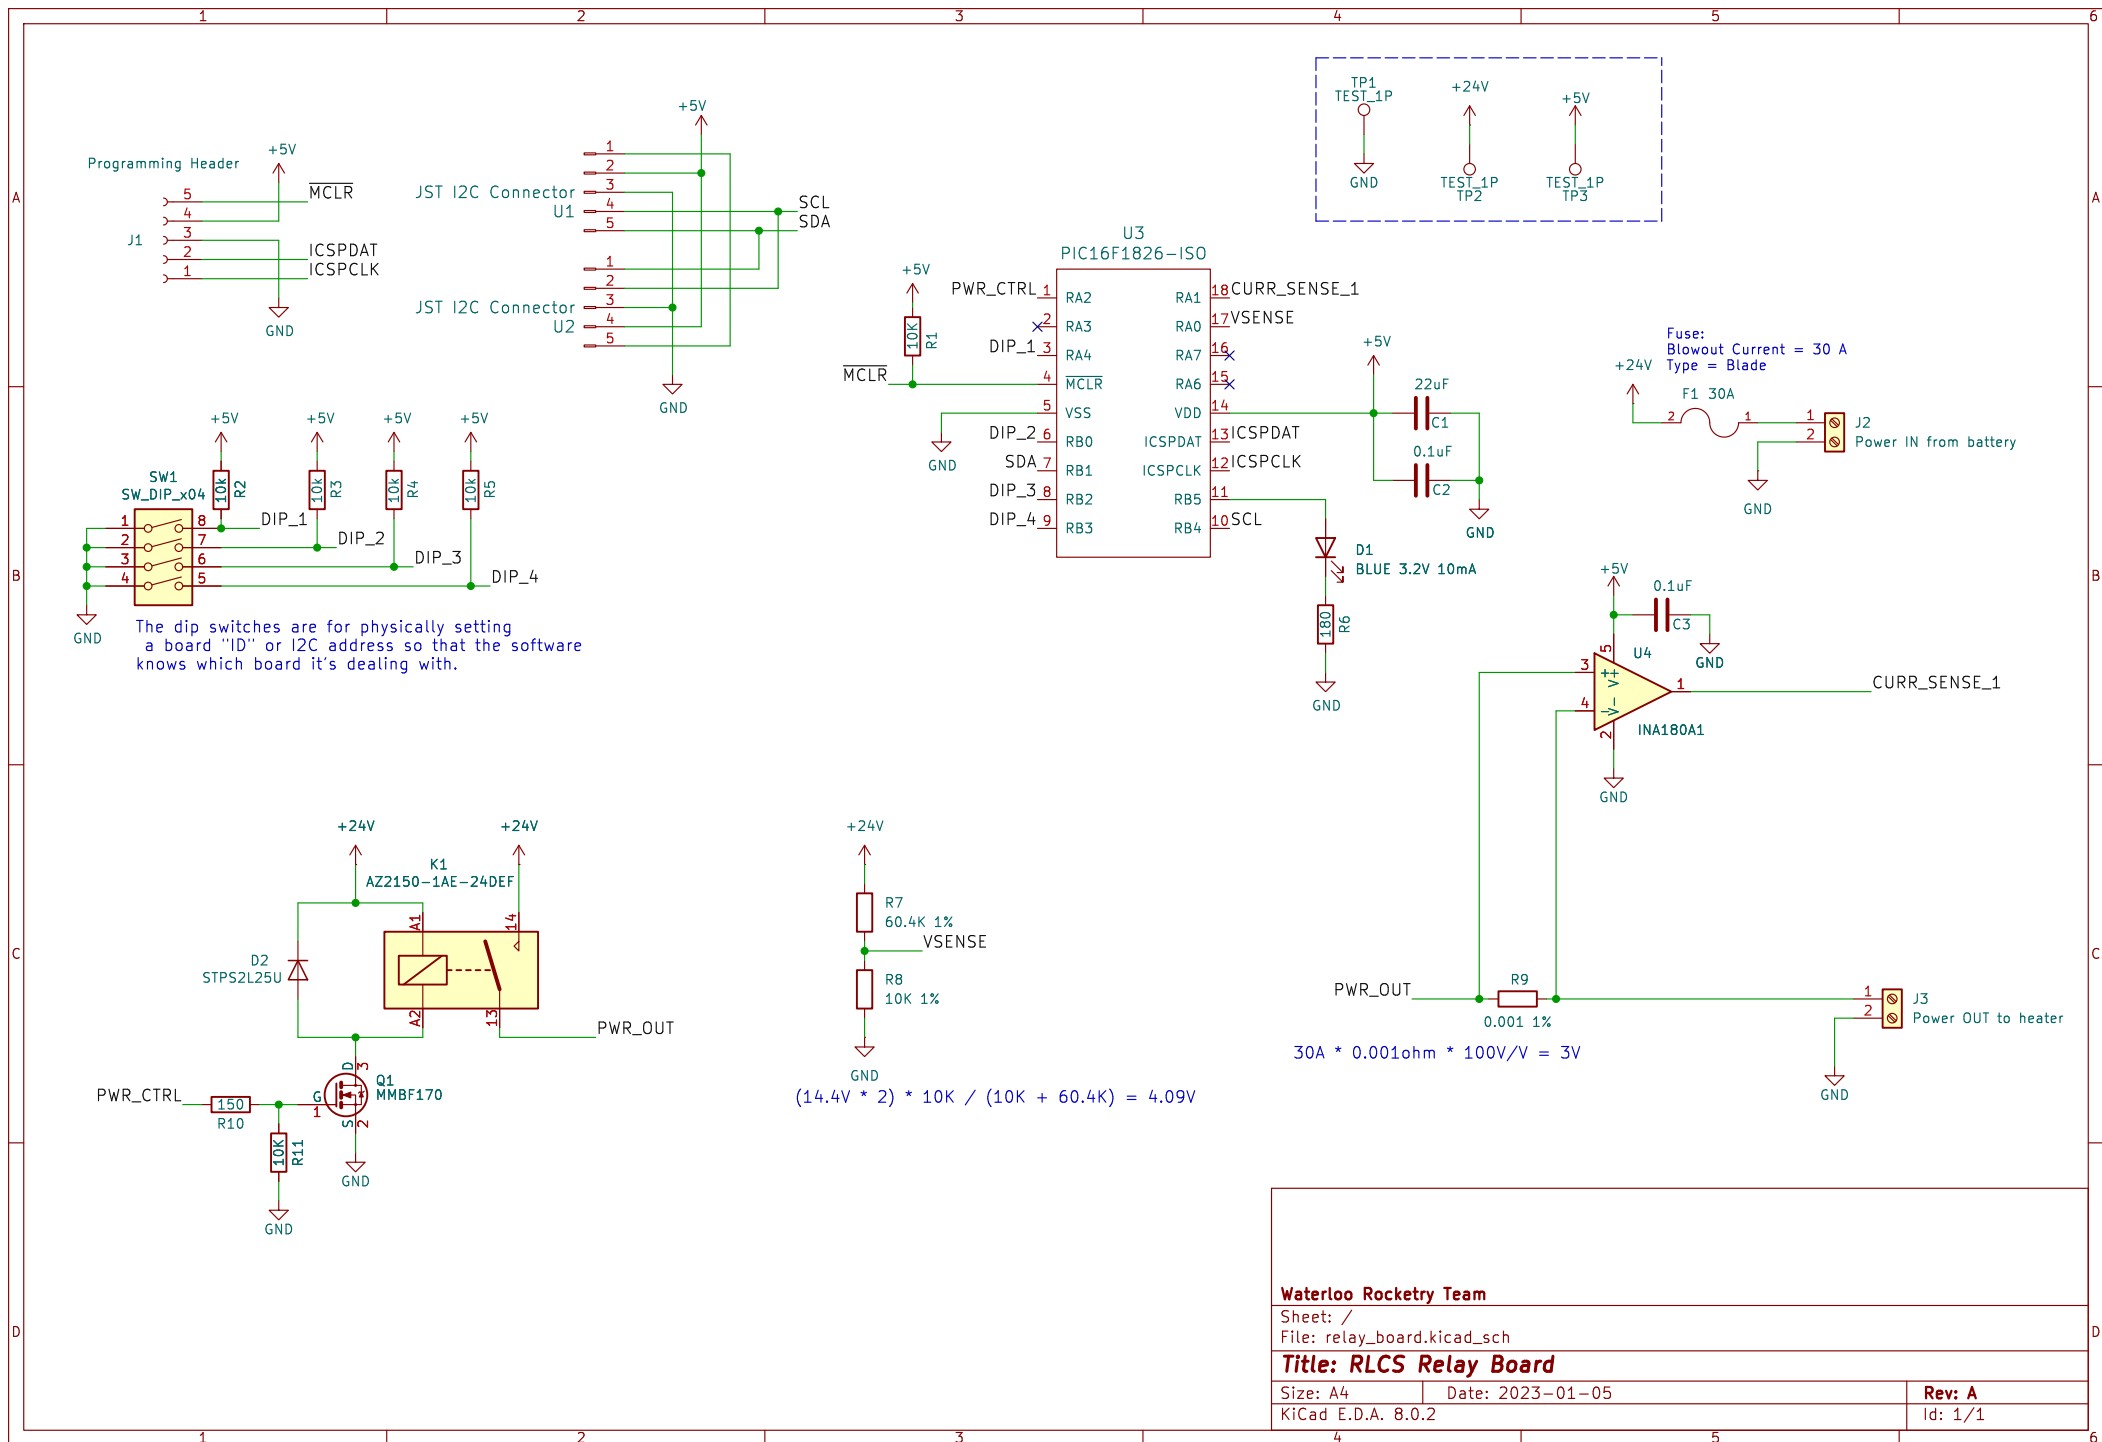 1 2 3 4 5 6
A
B
C
D
A
B
C
D
1 2 3 4 5 6
Programming Header
+5V
MCLR
J1
5
4
3
2
1
ICSPDAT
ICSPCLK
GND
+5V
JST I2C Connector
U1
1
2
3
4
5
SCL
SDA
JST I2C Connector
U2
1
2
3
4
5
GND
TP1
TEST_1P
GND
+24V
TEST_1P
TP2
+5V
TEST_1P
TP3
U3
PIC16F1826-ISO
PWR_CTRL 1 RA2
2 RA3
DIP_1 3 RA4
MCLR 4 MCLR
5 VSS
DIP_2 6 RB0
SDA 7 RB1
DIP_3 8 RB2
DIP_4 9 RB3
RA1 18 CURR_SENSE_1
RA0 17 VSENSE
RA7 16
RA6 15
VDD 14
ICSPDAT 13 ICSPDAT
ICSPCLK 12 ICSPCLK
RB5 11
RB4 10 SCL
+5V
10K
R1
GND
+5V
22uF
C1
0.1uF
C2
GND
D1
BLUE 3.2V 10mA
180
R6
GND
Fuse:
Blowout Current = 30 A
Type = Blade
+24V
F1 30A
2 1
1
2
J2
Power IN from battery
GND
+5V +5V +5V +5V
10k R2
10k R3
10k R4
10k R5
SW1
SW_DIP_x04
1 8 DIP_1
2 7 DIP_2
3 6 DIP_3
4 5 DIP_4
GND
The dip switches are for physically setting
a board "ID" or I2C address so that the software
knows which board it's dealing with.
+5V
0.1uF
C3
GND
U4
5
3
4
+
-
V+
V-
1
2
INA180A1
CURR_SENSE_1
GND
+24V
+24V
K1
AZ2150-1AE-24DEF
A1
14
A2
13
D2
STPS2L25U
PWR_OUT
PWR_CTRL
150
R10
10K
R11
GND
Q1
MMBF170
D
3
G
1
S
2
GND
+24V
R7
60.4K 1%
VSENSE
R8
10K 1%
GND
(14.4V * 2) * 10K / (10K + 60.4K) = 4.09V
PWR_OUT
R9
0.001 1%
30A * 0.001ohm * 100V/V = 3V
1
2
J3
Power OUT to heater
GND
Waterloo Rocketry Team
Sheet: /
File: relay_board.kicad_sch
Title: RLCS Relay Board
Size: A4 Date: 2023-01-05 Rev: A
KiCad E.D.A. 8.0.2 Id: 1/1